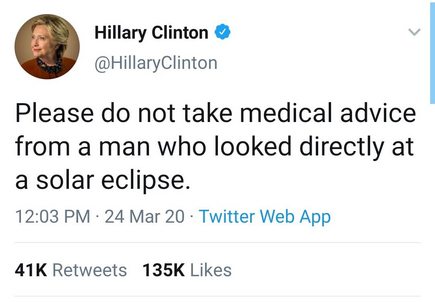 Hillary Clinton
@HillaryClinton
Please do not take medical advice
from a man who looked directly at
a solar eclipse.
12:03 PM · 24 Mar 20 · Twitter Web App
41K Retweets 135K Likes